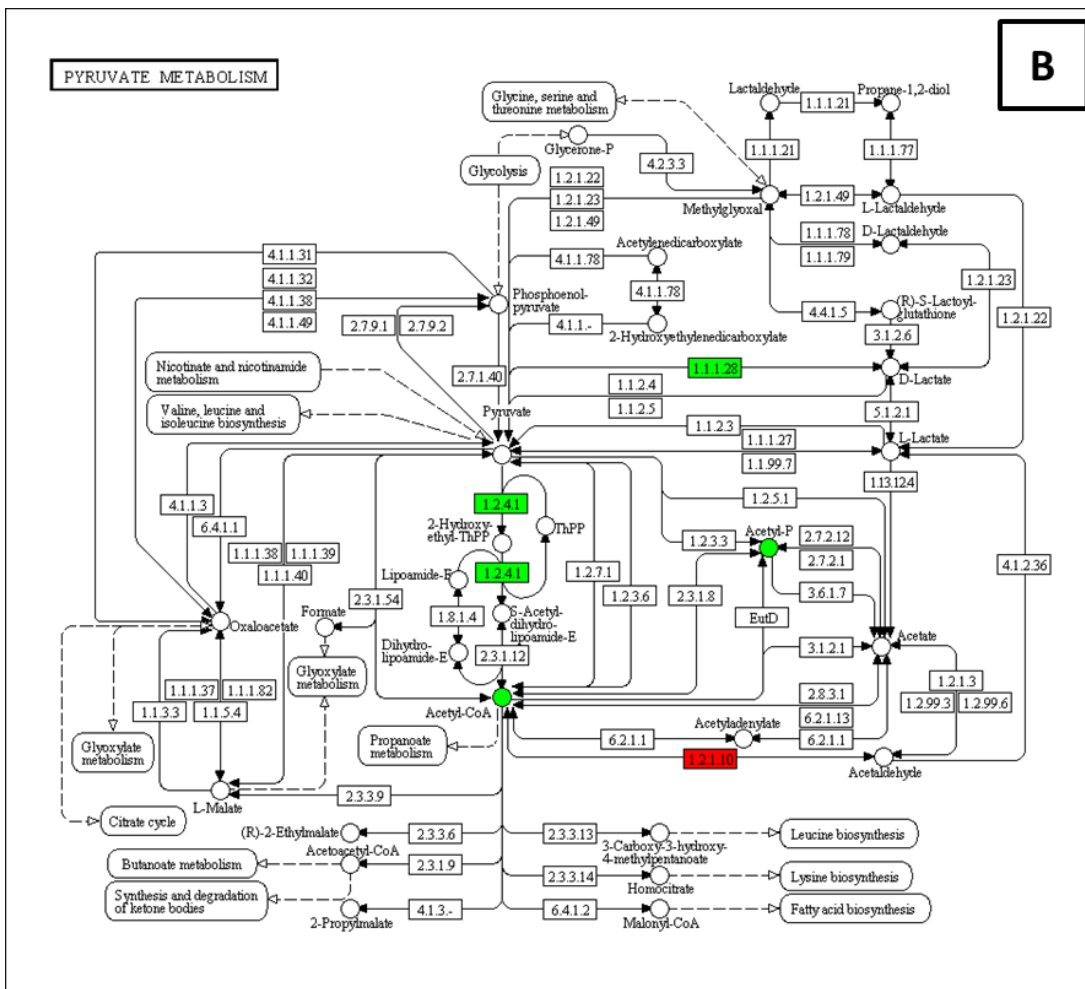 B
PYRUVATE METABOLISM
Glycine, serine and
threonine metabolism
Lactaldehyde
1.1.1.21
Propane-1,2-diol
Glycerone-P
4.2.3.3
1.1.1.21
1.1.1.77
Glycolysis
1.2.1.22
1.2.1.23
1.2.1.49
Methylglyoxal
1.2.1.49
L-Lactaldehyde
D-Lactaldehyde
1.1.1.78
1.1.1.79
Acetylenedicarboxylate
4.1.1.78
4.1.1.78
1.2.1.23
1.2.1.22
4.1.1.31
4.1.1.32
4.1.1.38
4.1.1.49
Phosphoenol-
pyruvate
2.7.9.1
2.7.9.2
4.1.1.-
2-Hydroxyethylenedicarboxylate
4.4.1.5
(R)-S-Lactoyl-
glutathione
3.1.2.6
Nicotinate and nicotinamide
metabolism
2.7.1.40
1.1.1.28
D-Lactate
1.1.2.4
1.1.2.5
Valine, leucine and
isoleucine biosynthesis
Pyruvate
5.1.2.1
1.1.2.3
1.1.1.27
1.1.99.7
L-Lactate
1.13.12.4
4.1.1.3
6.4.1.1
1.2.4.1
2-Hydroxy-
ethyl-ThPP
ThPP
1.2.5.1
Acetyl-P
1.2.3.3
2.7.2.12
2.7.2.1
1.1.1.38
1.1.1.39
1.1.1.40
Lipoamide-E
1.2.4.1
1.2.7.1
1.2.3.6
2.3.1.8
3.6.1.7
4.1.2.36
2.3.1.54
Formate
1.8.1.4
S-Acetyl-
dihydro-
lipoamide-E
EutD
Oxaloacetate
Dihydro-
lipoamide-E
2.3.1.12
3.1.2.1
Acetate
Glyoxylate
metabolism
1.1.1.37
1.1.1.82
1.1.3.3
1.1.5.4
Acetyl-CoA
2.8.3.1
6.2.1.13
6.2.1.1
1.2.1.3
1.2.99.3
1.2.99.6
Glyoxylate
metabolism
Propanoate
metabolism
6.2.1.1
Acetyladenylate
1.2.1.10
Acetaldehyde
L-Malate
2.3.3.9
Citrate cycle
(R)-2-Ethylmalate
2.3.3.6
2.3.3.13
3-Carboxy-3-hydroxy-
4-methylpentanoate
Leucine biosynthesis
Butanoate metabolism
Acetoacetyl-CoA
2.3.1.9
2.3.3.14
Homocitrate
Lysine biosynthesis
Synthesis and degradation
of ketone bodies
2-Propylmalate
4.1.3.-
6.4.1.2
Malonyl-CoA
Fatty acid biosynthesis